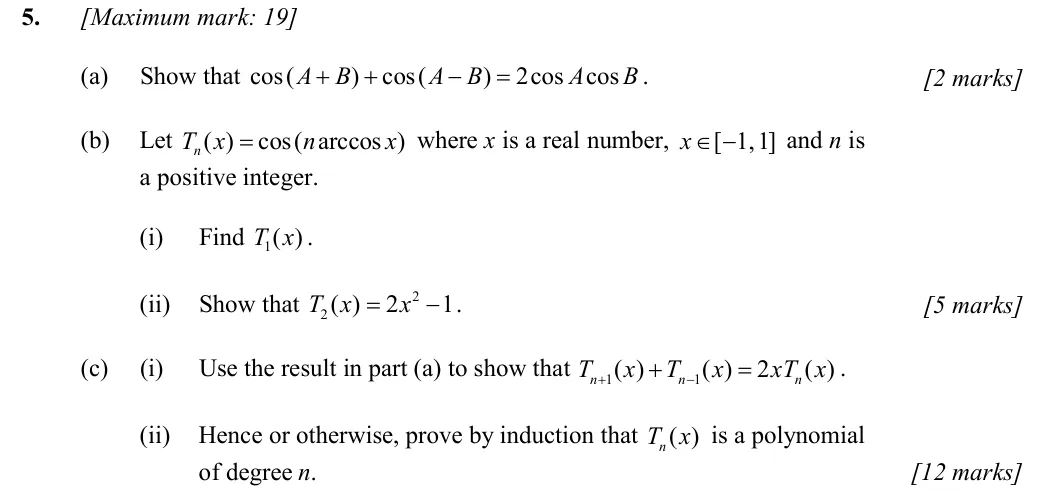 5. [Maximum mark: 19]
(a) Show that cos(A + B) + cos(A − B) = 2cos A cos B. [2 marks]
(b) Let Tₙ(x) = cos(n arccos x) where x is a real number, x ∈ [−1, 1] and n is
a positive integer.
(i) Find T₁(x).
(ii) Show that T₂(x) = 2x² − 1. [5 marks]
(c) (i) Use the result in part (a) to show that Tₙ₊₁(x) + Tₙ₋₁(x) = 2xTₙ(x).
(ii) Hence or otherwise, prove by induction that Tₙ(x) is a polynomial
of degree n. [12 marks]